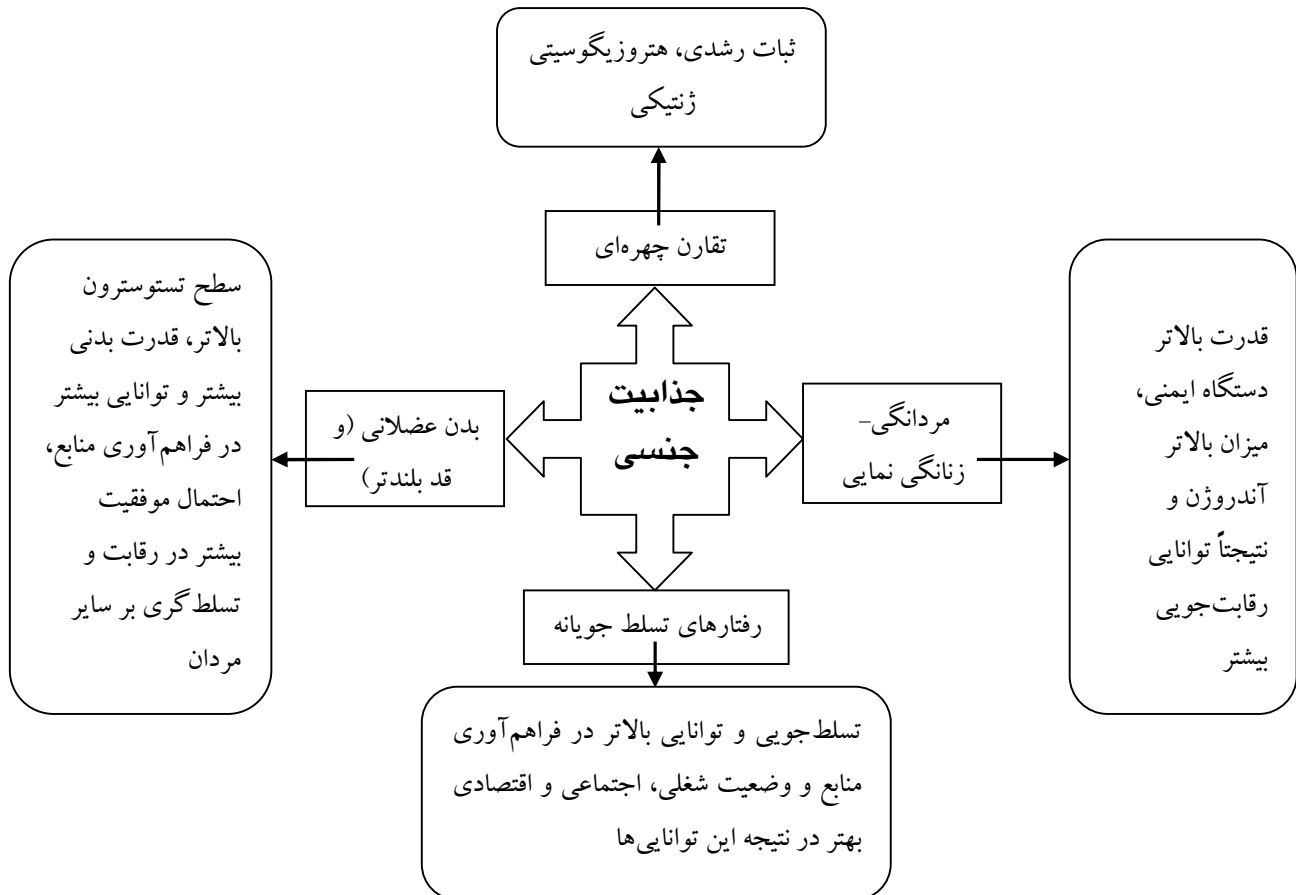 ثبات رشدی، هتروزیگوسیتی
ژنتیکی
تقارن چهره‌ای
قدرت بالاتر
دستگاه ایمنی،
میزان بالاتر
آندروژن و
نتیجتاً توانایی
رقابت‌جویی
بیشتر
مردانگی-
زنانگی نمایی
جذابیت
جنسی
بدن عضلانی (و
قد بلندتر)
سطح تستوسترون
بالاتر، قدرت بدنی
بیشتر و توانایی بیشتر
در فراهم‌آوری منابع،
احتمال موفقیت
بیشتر در رقابت و
تسلط‌گری بر سایر
مردان
رفتارهای تسلط جویانه
تسلط‌جویی و توانایی بالاتر در فراهم‌آوری
منابع و وضعیت شغلی، اجتماعی و اقتصادی
بهتر در نتیجه این توانایی‌ها